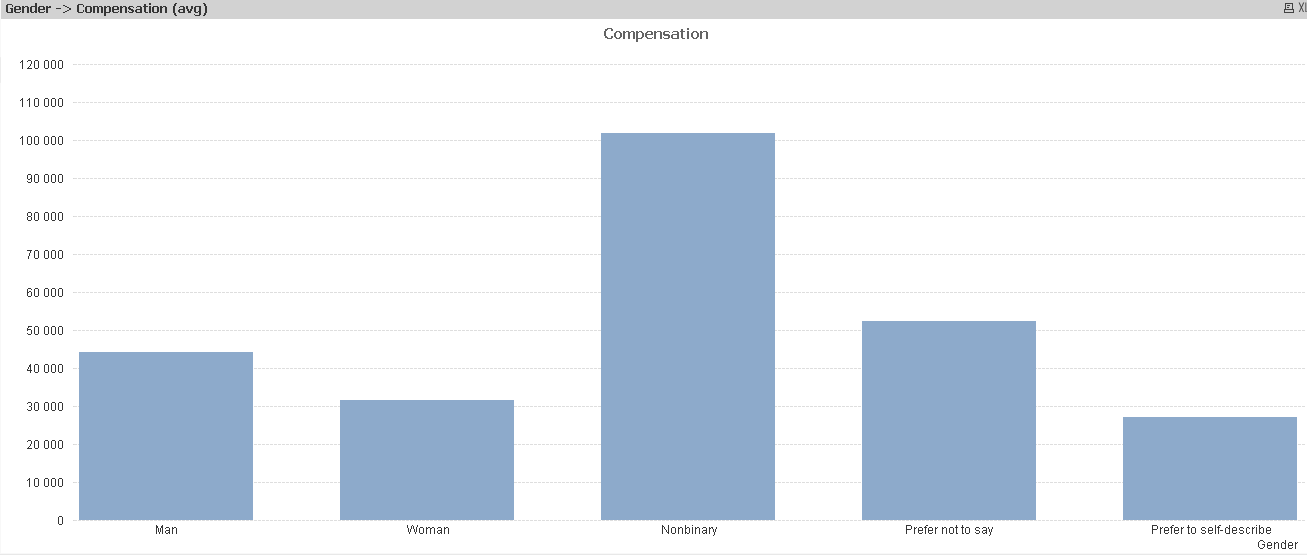 Gender -> Compensation (avg)
XL
Compensation
120 000
110 000
100 000
90 000
80 000
70 000
60 000
50 000
40 000
30 000
20 000
10 000
0
Man Woman Nonbinary Prefer not to say Prefer to self-describe
Gender